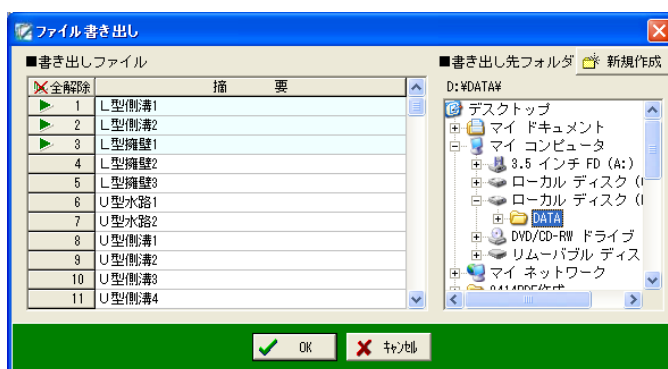 ファイル書き出し
■書き出しファイル
全解除 摘 要
1 L型側溝1
2 L型側溝2
3 L型擁壁1
4 L型擁壁2
5 L型擁壁3
6 U型水路1
7 U型水路2
8 U型側溝1
9 U型側溝2
10 U型側溝3
11 U型側溝4
■書き出し先フォルダ 新規作成
D:¥DATA¥
デスクトップ
マイ ドキュメント
マイ コンピュータ
3.5 インチ FD (A:)
ローカル ディスク (
ローカル ディスク (
DATA
DVD/CD-RW ドライブ
リムーバブル ディス
マイ ネットワーク
OK キャンセル